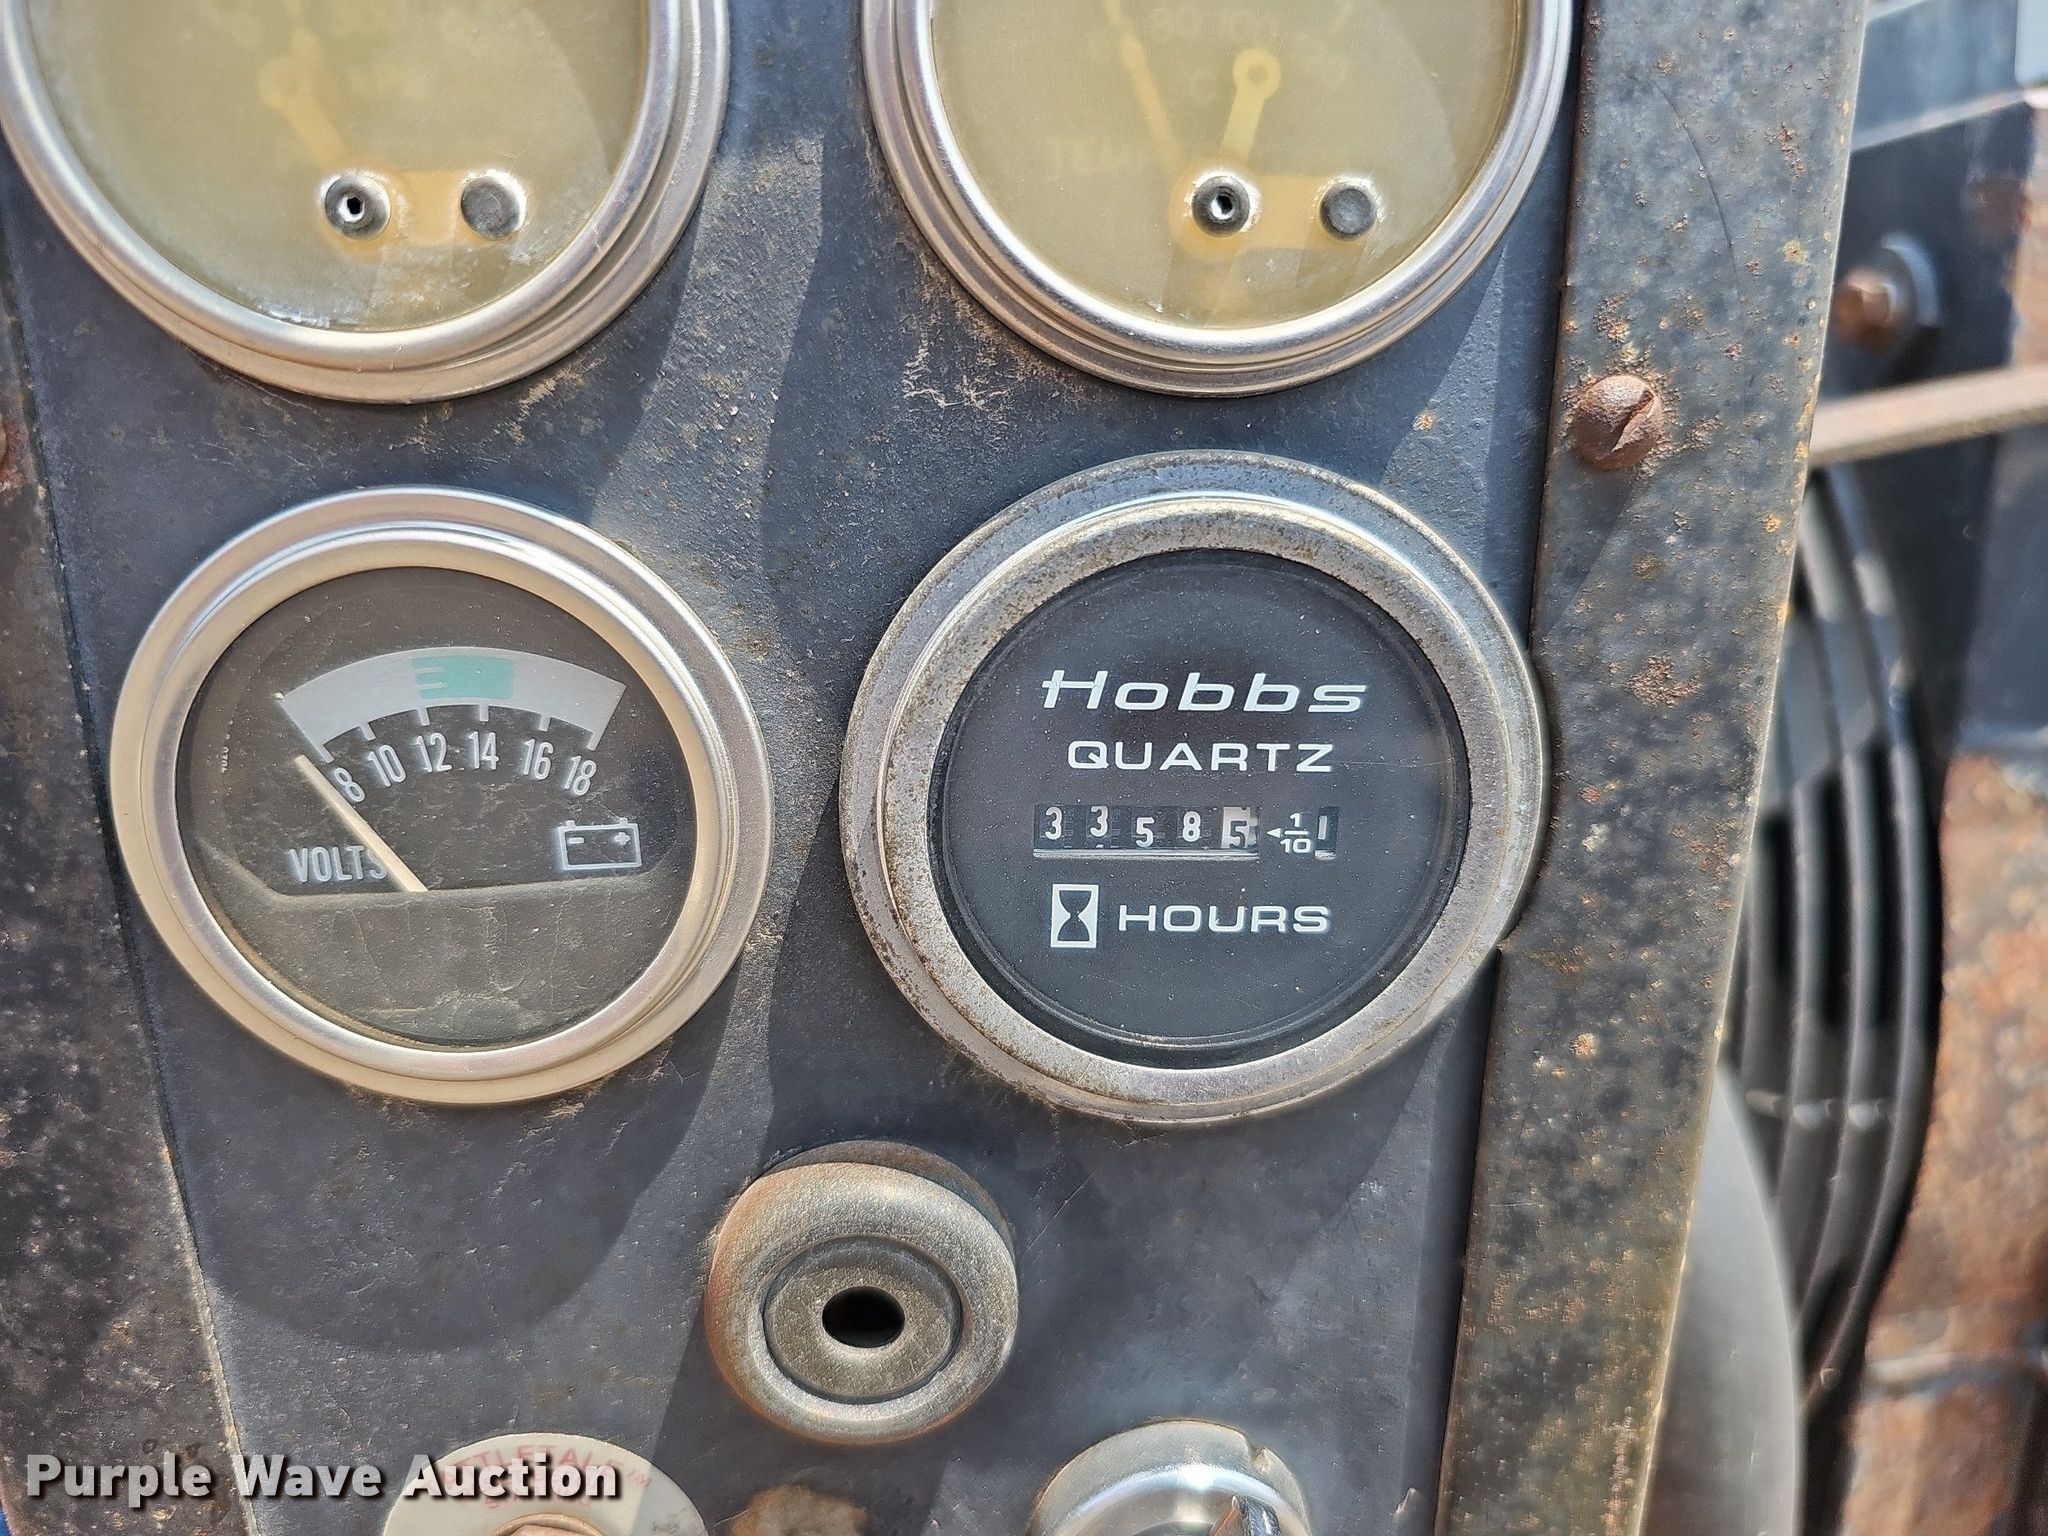 8 10 12 14 16 18
VOLTS
Hobbs
QUARTZ
3 3 5 8 5 1/10
HOURS
Purple Wave Auction